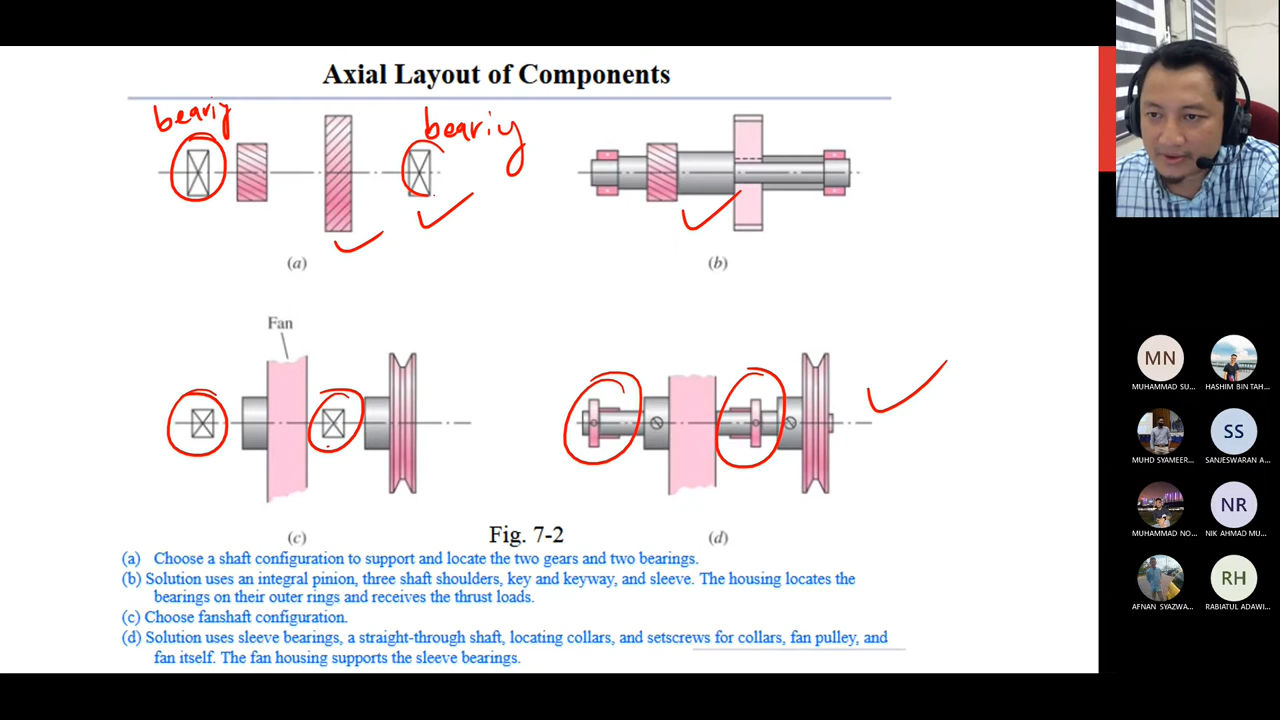 Axial Layout of Components
beariy
beariy
(a)
(b)
Fan
(c)
Fig. 7-2
(d)
(a) Choose a shaft configuration to support and locate the two gears and two bearings.
(b) Solution uses an integral pinion, three shaft shoulders, key and keyway, and sleeve. The housing locates the
bearings on their outer rings and receives the thrust loads.
(c) Choose fanshaft configuration.
(d) Solution uses sleeve bearings, a straight-through shaft, locating collars, and setscrews for collars, fan pulley, and
fan itself. The fan housing supports the sleeve bearings.
MN
MUHAMMAD SU...
HASHIM BIN TAH...
SS
MUHD SYAMEER...
SANJESWARAN A...
NR
MUHAMMAD NO...
NIK AHMAD MU...
RH
AFNAN SYAZWA...
RABIATUL ADAWI...